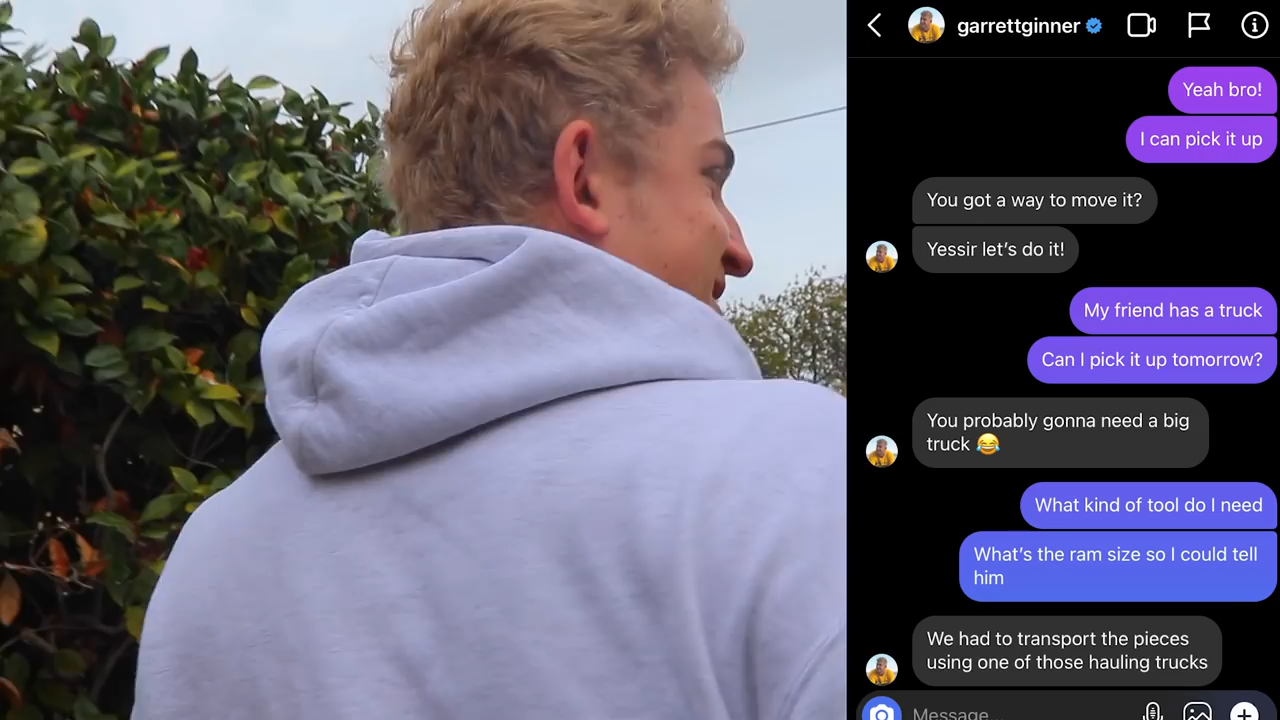 garrettginner
Yeah bro!
I can pick it up
You got a way to move it?
Yessir let's do it!
My friend has a truck
Can I pick it up tomorrow?
You probably gonna need a big
truck 😂
What kind of tool do I need
What's the ram size so I could tell
him
We had to transport the pieces
using one of those hauling trucks
Message...